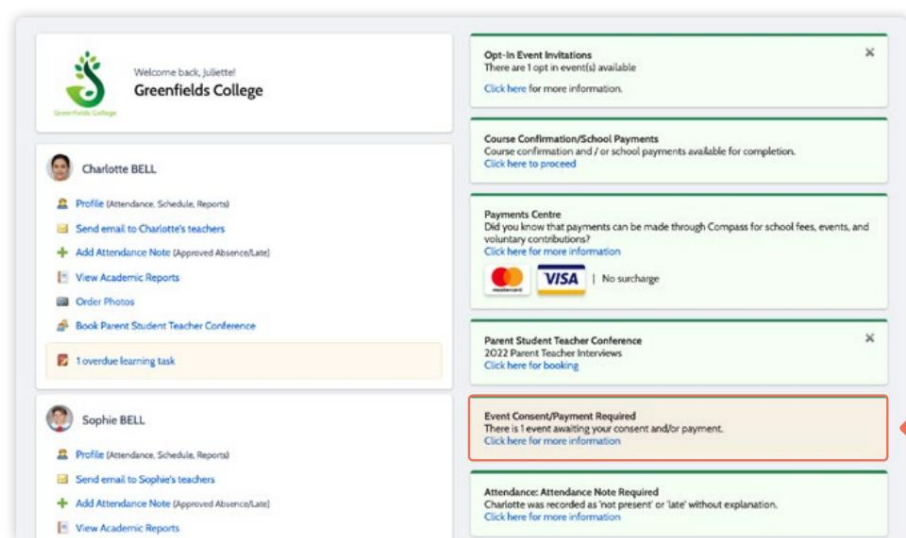 Welcome back, Juliette!
Greenfields College
Greenfields College
Charlotte BELL
Profile (Attendance, Schedule, Reports)
Send email to Charlotte's teachers
Add Attendance Note (Approved Absence/Late)
View Academic Reports
Order Photos
Book Parent Student Teacher Conference
1 overdue learning task
Sophie BELL
Profile (Attendance, Schedule, Reports)
Send email to Sophie's teachers
Add Attendance Note (Approved Absence/Late)
View Academic Reports
Opt-In Event Invitations
There are 1 opt in event(s) available
Click here for more information.
Course Confirmation/School Payments
Course confirmation and / or school payments available for completion.
Click here to proceed
Payments Centre
Did you know that payments can be made through Compass for school fees, events, and
voluntary contributions?
Click here for more information
mastercard VISA | No surcharge
Parent Student Teacher Conference
2022 Parent Teacher Interviews
Click here for booking
Event Consent/Payment Required
There is 1 event awaiting your consent and/or payment.
Click here for more information
Attendance: Attendance Note Required
Charlotte was recorded as 'not present' or 'late' without explanation.
Click here for more information